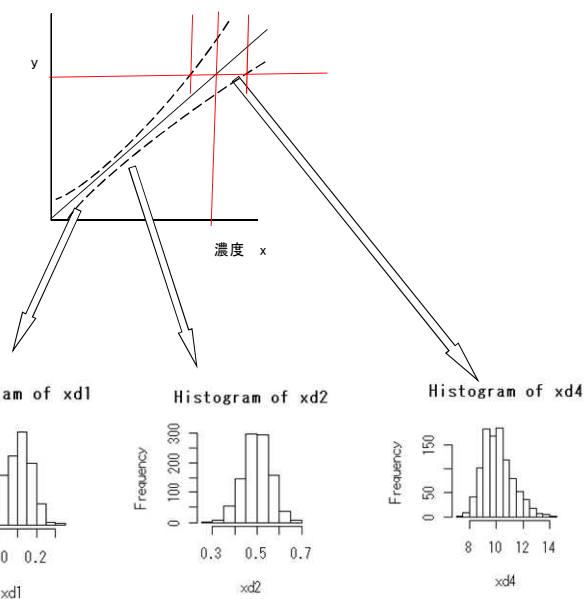 y
濃度 x
am of xd1
Histogram of xd2
Histogram of xd4
0 0.2
xd1
Frequency
0 100 200 300
0.3 0.5 0.7
xd2
Frequency
0 50 150
8 10 12 14
xd4